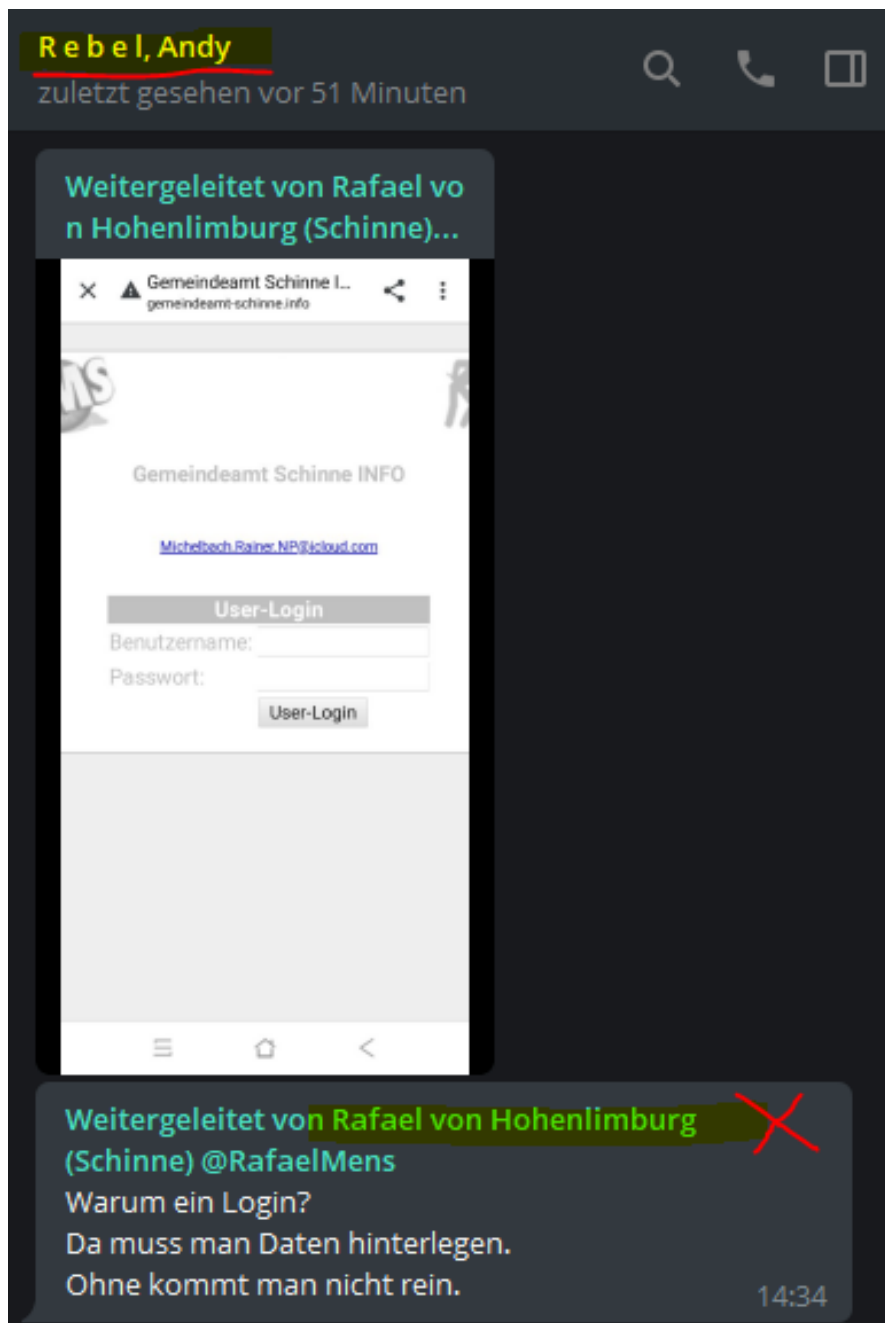 R e b e l, Andy
zuletzt gesehen vor 51 Minuten
Weitergeleitet von Rafael vo
n Hohenlimburg (Schinne)...
Gemeindeamt Schinne I...
gemeindeamt-schinne.info
MS
Gemeindeamt Schinne INFO
Michelbach.Rainer.NP@icloud.com
User-Login
Benutzername:
Passwort:
User-Login
Weitergeleitet von Rafael von Hohenlimburg
(Schinne) @RafaelMens
Warum ein Login?
Da muss man Daten hinterlegen.
Ohne kommt man nicht rein.
14:34